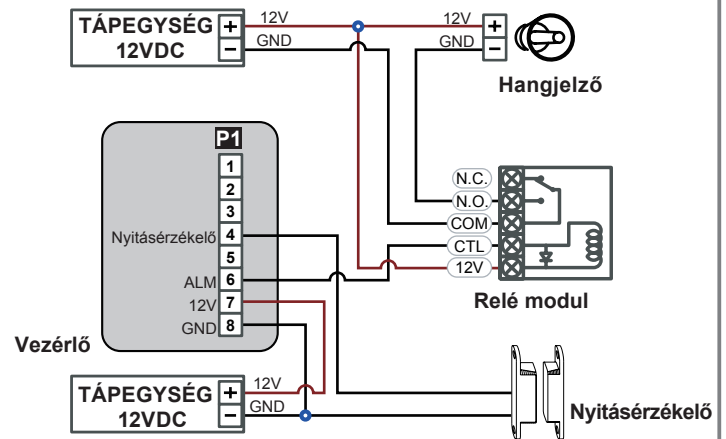 TÁPEGYSÉG
12VDC
+
–
12V
GND
12V
GND
+
–
Hangjelző
P1
1
2
3
Nyitásérzékelő 4
5
ALM 6
12V 7
GND 8
Vezérlő
N.C.
N.O.
COM
CTL
12V
Relé modul
TÁPEGYSÉG
12VDC
+
–
12V
GND
Nyitásérzékelő